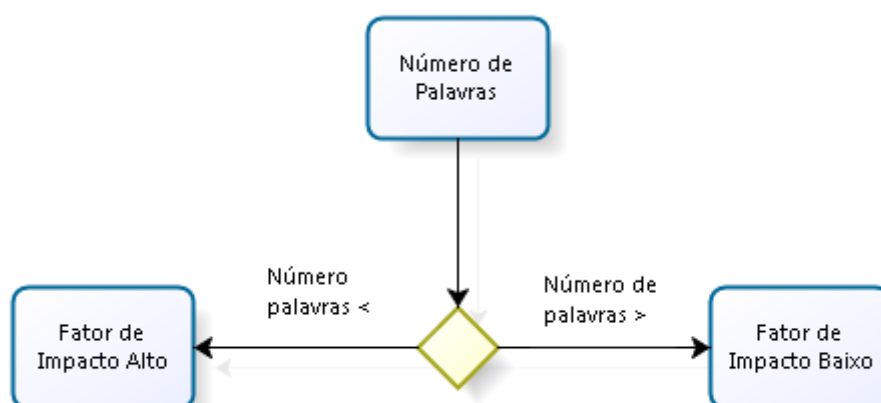 Número de
Palavras
Número
palavras <
Número de
palavras >
Fator de
Impacto Alto
Fator de
Impacto Baixo